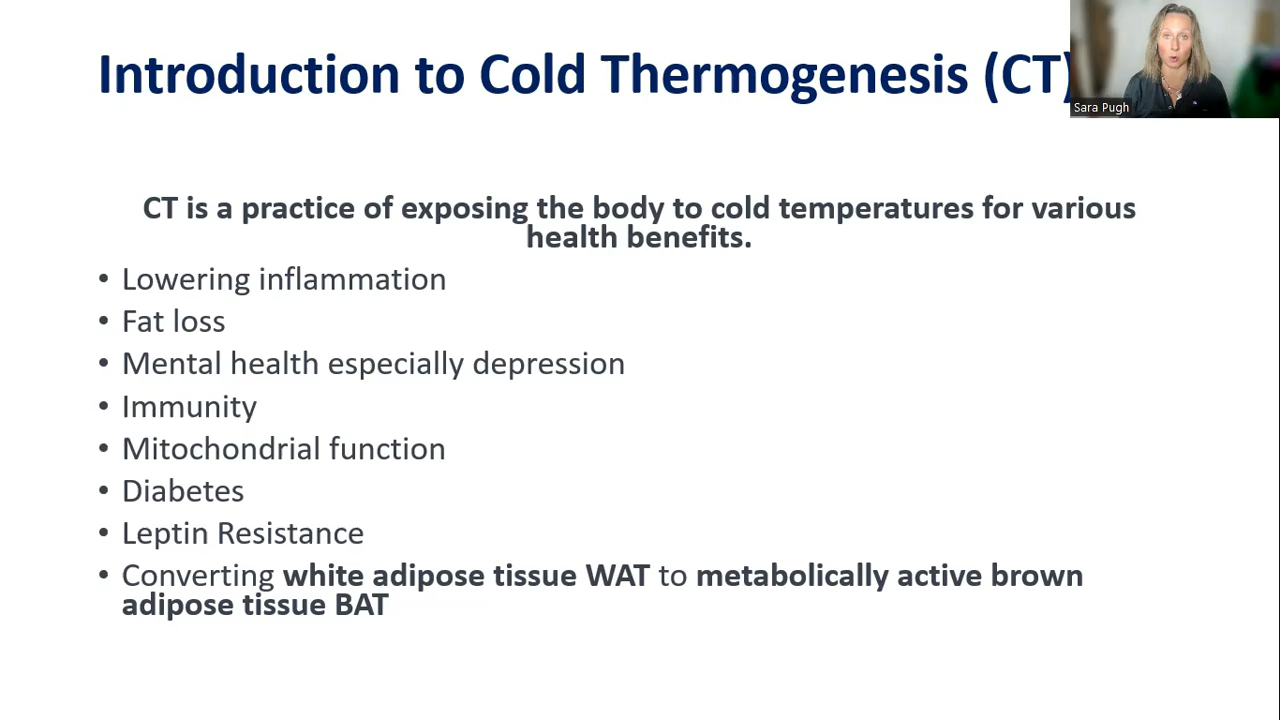 Introduction to Cold Thermogenesis (CT)
Sara Pugh
CT is a practice of exposing the body to cold temperatures for various
health benefits.
• Lowering inflammation
• Fat loss
• Mental health especially depression
• Immunity
• Mitochondrial function
• Diabetes
• Leptin Resistance
• Converting white adipose tissue WAT to metabolically active brown
adipose tissue BAT